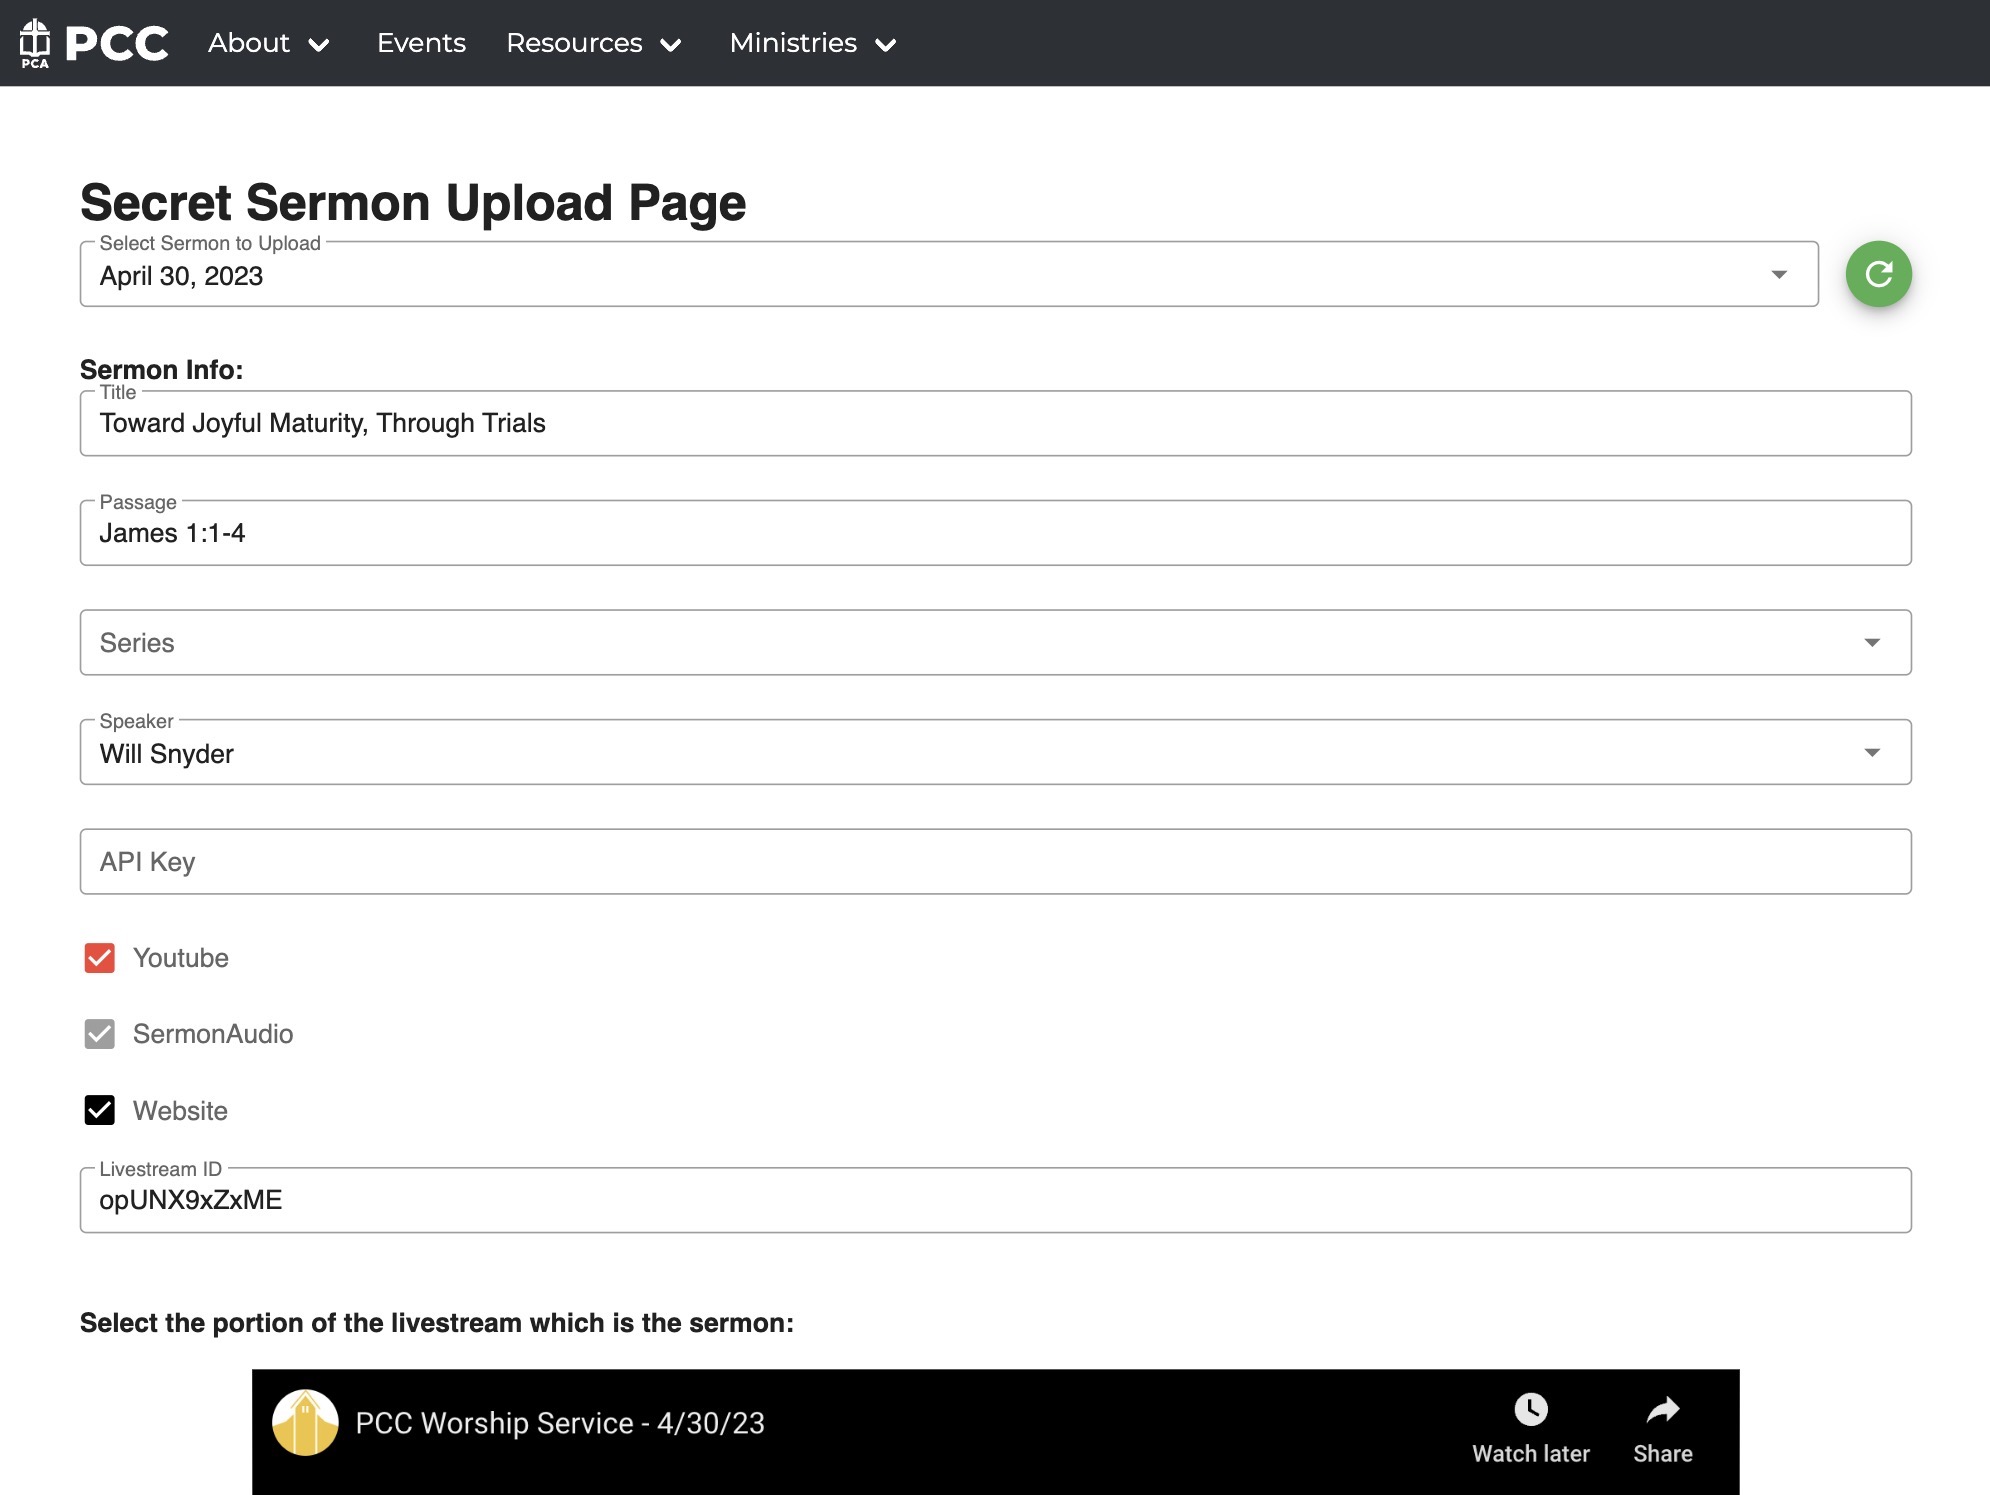 PCA PCC About Events Resources Ministries
Secret Sermon Upload Page
Select Sermon to Upload
April 30, 2023
Sermon Info:
Title
Toward Joyful Maturity, Through Trials
Passage
James 1:1-4
Series
Speaker
Will Snyder
API Key
Youtube
SermonAudio
Website
Livestream ID
opUNX9xZxME
Select the portion of the livestream which is the sermon:
PCC Worship Service - 4/30/23
Watch later Share